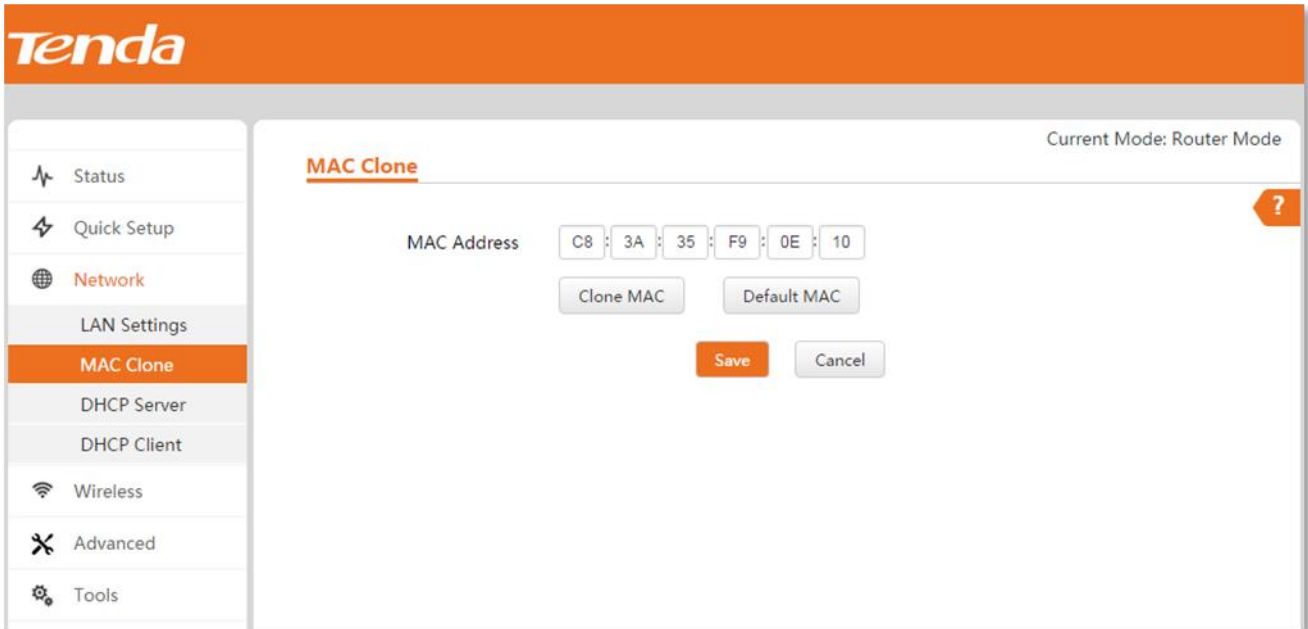 Tenda
Current Mode: Router Mode
MAC Clone
?
Status
Quick Setup
Network
LAN Settings
MAC Clone
DHCP Server
DHCP Client
Wireless
Advanced
Tools
MAC Address C8 : 3A : 35 : F9 : 0E : 10
Clone MAC Default MAC
Save Cancel